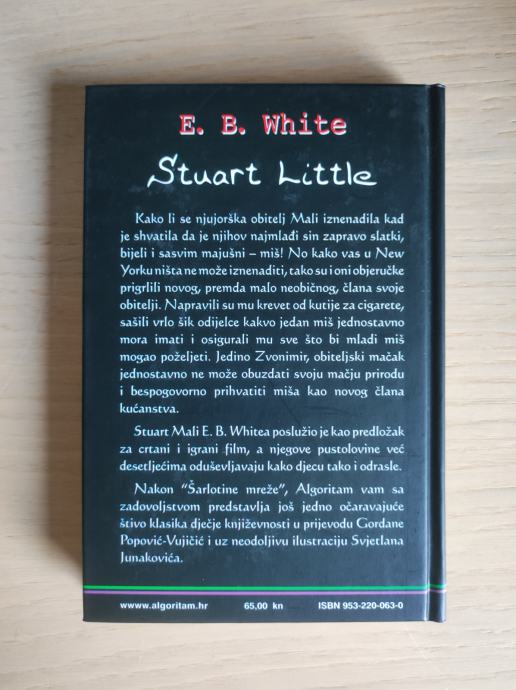 E. B. White
Stuart Little
Kako li se njujorška obitelj Mali iznenadila kad
je shvatila da je njihov najmlađi sin zapravo slatki,
bijeli i sasvim majušni – miš! No kako vas u New
Yorku ništa ne može iznenaditi, tako su i oni objeručke
prigrlili novog, premda malo neobičnog, člana svoje
obitelji. Napravili su mu krevet od kutije za cigarete,
sašili vrlo šik odijelce kakvo jedan miš jednostavno
mora imati i osigurali mu sve što bi mladi miš
mogao poželjeti. Jedino Zvonimir, obiteljski mačak
jednostavno ne može obuzdati svoju mačju prirodu
i bespogovorno prihvatiti miša kao novog člana
kućanstva.
Stuart Mali E. B. Whitea poslužio je kao predložak
za crtani i igrani film, a njegove pustolovine već
desetljećima oduševljavaju kako djecu tako i odrasle.
Nakon "Šarlotine mreže", Algoritam vam sa
zadovoljstvom predstavlja još jedno očaravajuće
štivo klasika dječje književnosti u prijevodu Gordane
Popović-Vujičić i uz neodoljivu ilustraciju Svjetlana
Junakovića.
www.algoritam.hr 65,00 kn ISBN 953-220-063-0